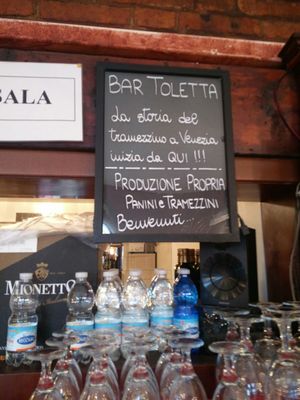 SALA
BAR TOLETTA
La storia del
tramezzino a Venezia
inizia da QUI !!!
PRODUZIONE PROPRIA
PANINI e TRAMEZZINI
Benvenuti...
MIONETTO